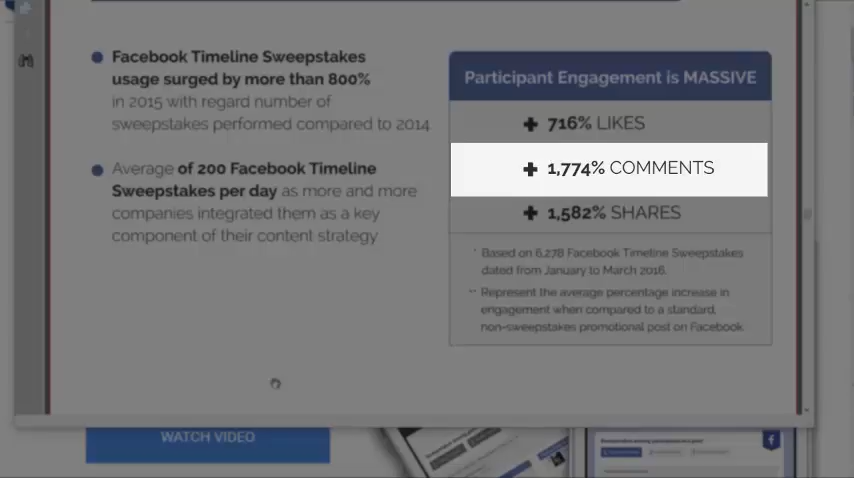 Facebook Timeline Sweepstakes
usage surged by more than 800%
in 2015 with regard number of
sweepstakes performed compared to 2014
Average of 200 Facebook Timeline
Sweepstakes per day as more and more
companies integrated them as a key
component of their content strategy
Participant Engagement is MASSIVE
+ 716% LIKES
+ 1,774% COMMENTS
+ 1,582% SHARES
* Based on 6,278 Facebook Timeline Sweepstakes
dated from January to March 2016.
** Represent the average percentage increase in
engagement when compared to a standard,
non-sweepstakes promotional post on Facebook
WATCH VIDEO